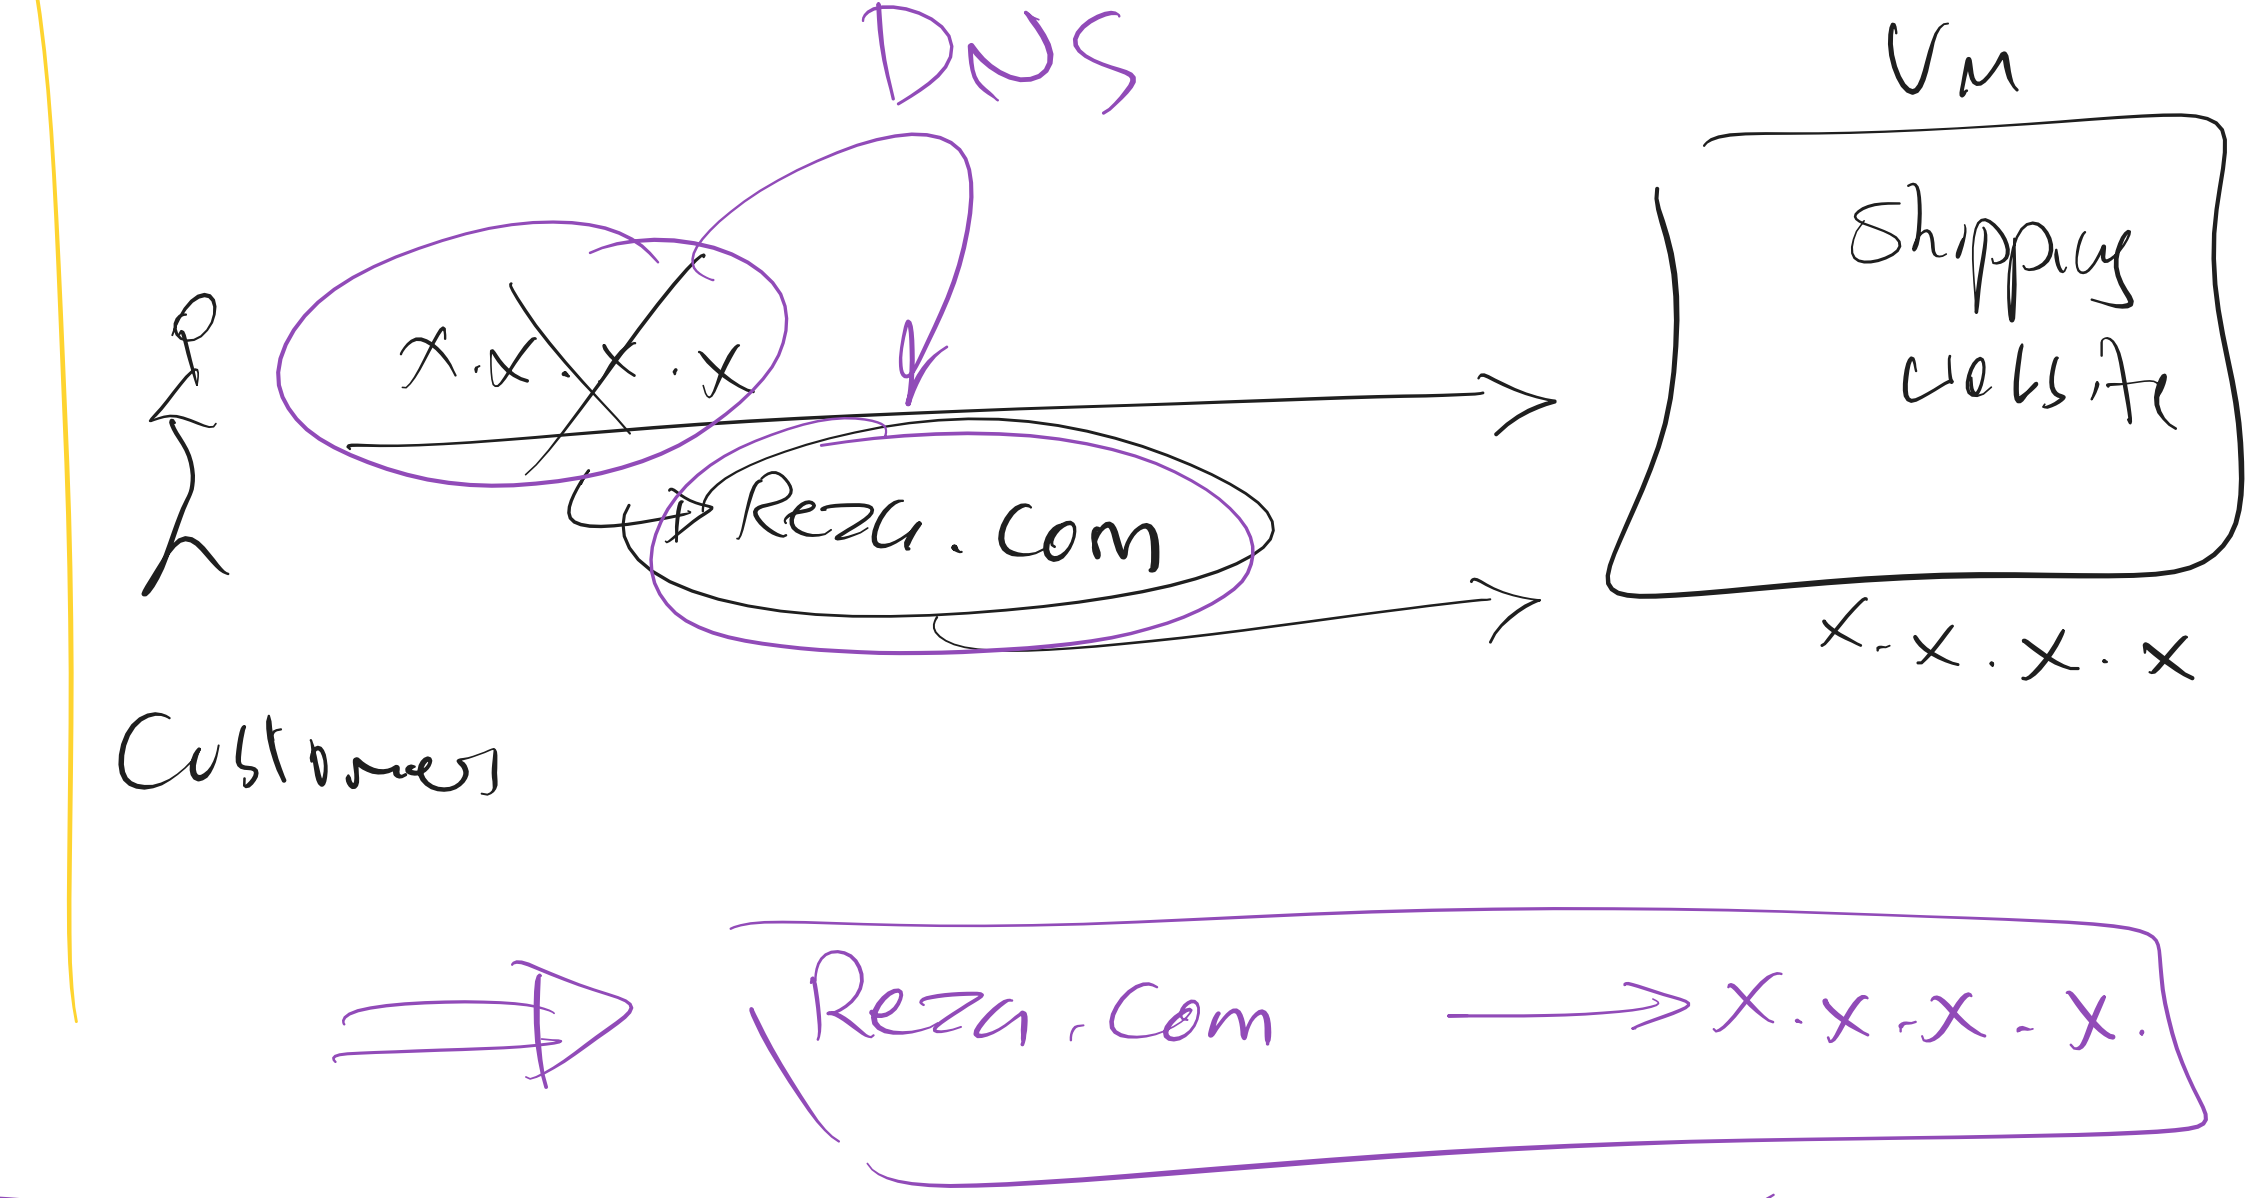 DNS
VM
Shipping
website
x.x.x.x
Reza.com
x.x.x.x
Customers
Reza.com → x.x.x.x.